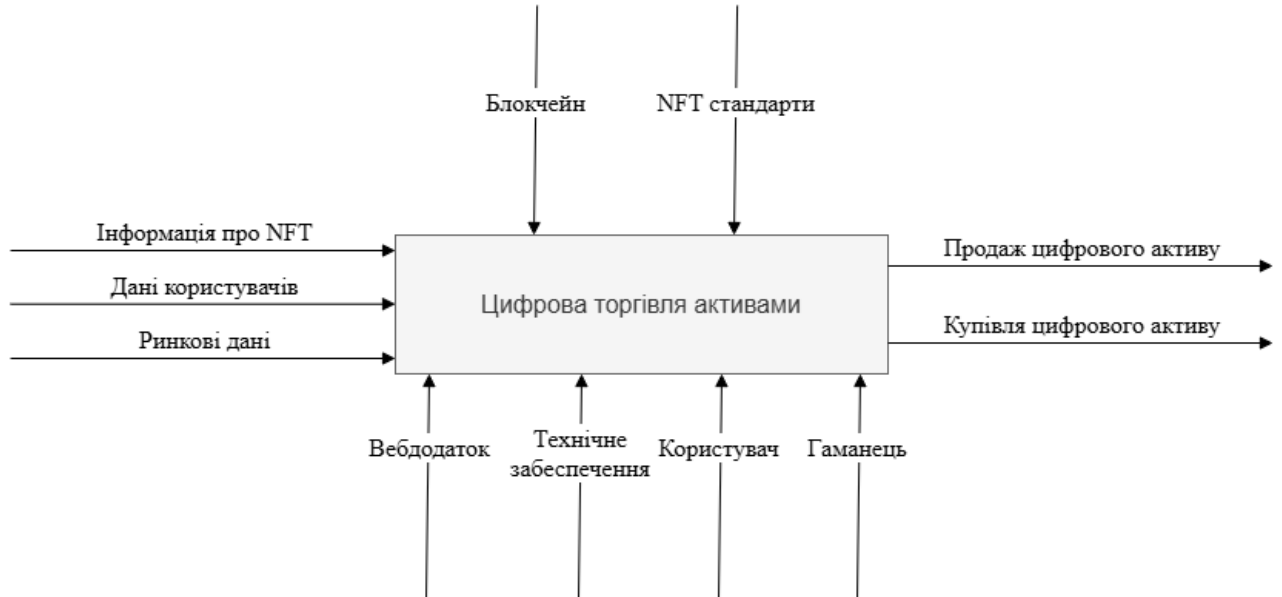 Блокчейн
NFT стандарти
Інформація про NFT
Дані користувачів
Ринкові дані
Цифрова торгівля активами
Продаж цифрового активу
Купівля цифрового активу
Вебдодаток
Технічне
забеспечення
Користувач
Гаманець